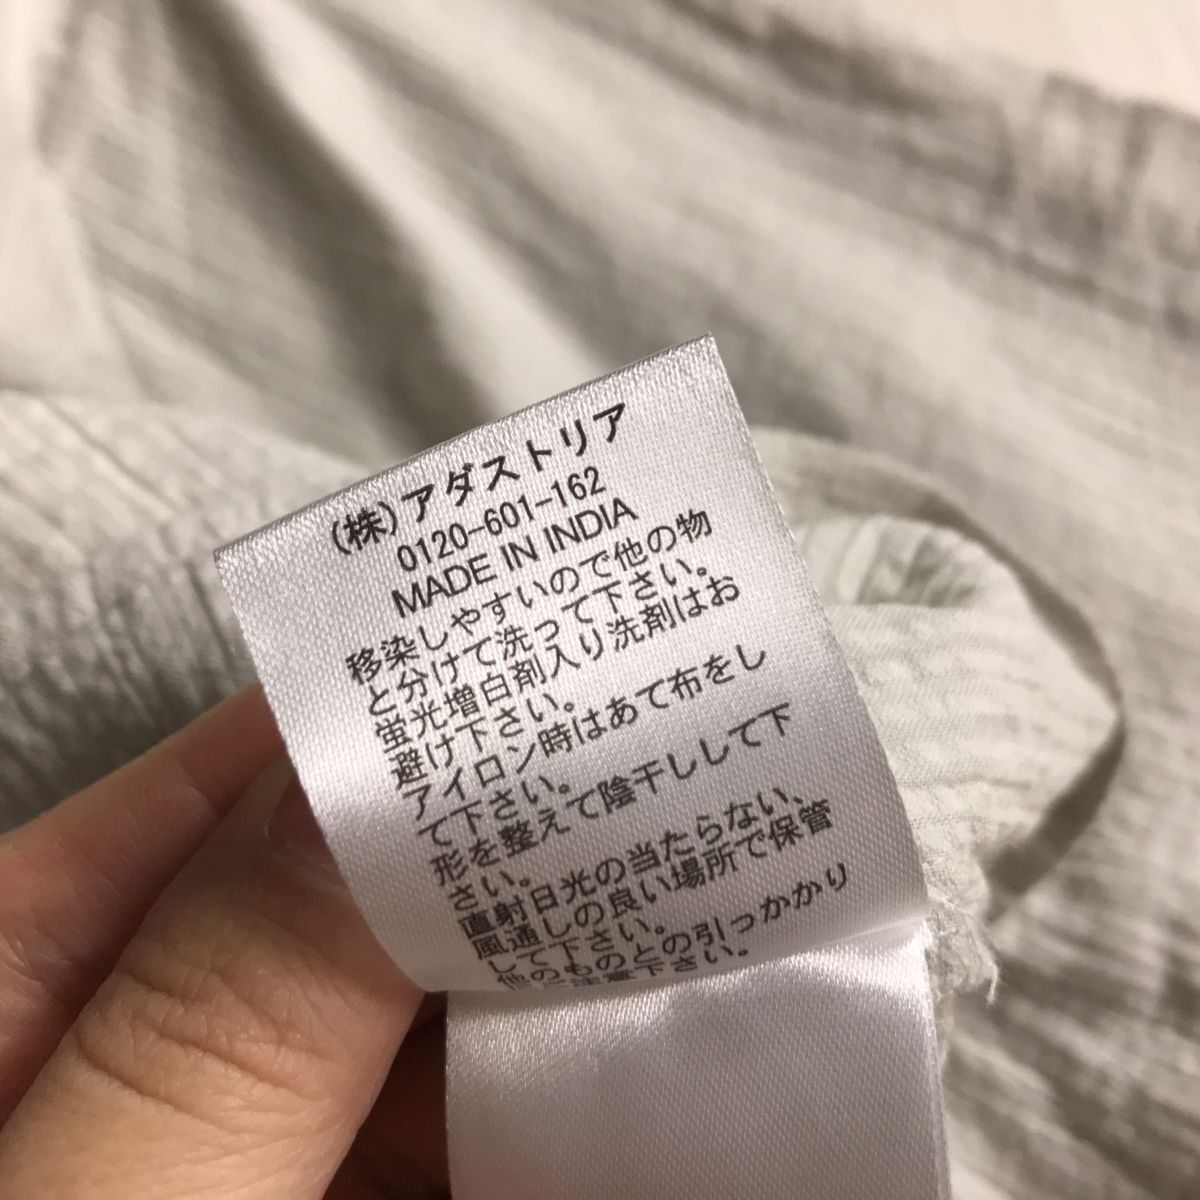 (株)アダストリア
0120-601-162
MADE IN INDIA
移染しやすいので他の物
と分けて洗って下さい。
蛍光増白剤入り洗剤はお
避け下さい。
アイロン時はあて布をし
て下さい。
形を整えて陰干しして下
さい。
直射日光の当たらない、
風通しの良い場所で保管
して下さい。
他のものとの引っかかり
に注意下さい。